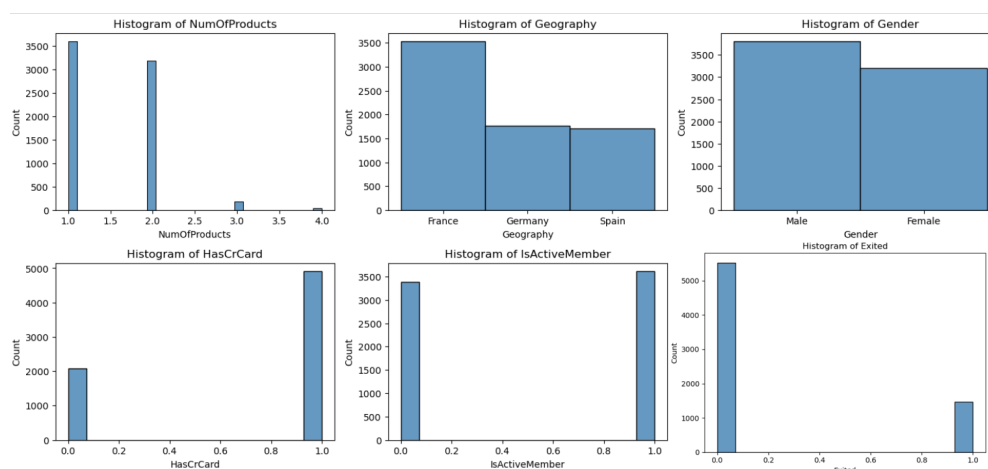 Histogram of NumOfProducts
3500
3000
2500
2000
1500
1000
500
0
Count
1.0 1.5 2.0 2.5 3.0 3.5 4.0
NumOfProducts
Histogram of Geography
3500
3000
2500
2000
1500
1000
500
0
Count
France Germany Spain
Geography
Histogram of Gender
3500
3000
2500
2000
1500
1000
500
0
Count
Male Female
Gender
Histogram of HasCrCard
5000
4000
3000
2000
1000
0
Count
0.0 0.2 0.4 0.6 0.8 1.0
HasCrCard
Histogram of IsActiveMember
3500
3000
2500
2000
1500
1000
500
0
Count
0.0 0.2 0.4 0.6 0.8 1.0
IsActiveMember
Histogram of Exited
5000
4000
3000
2000
1000
0
Count
0.0 0.2 0.4 0.6 0.8 1.0